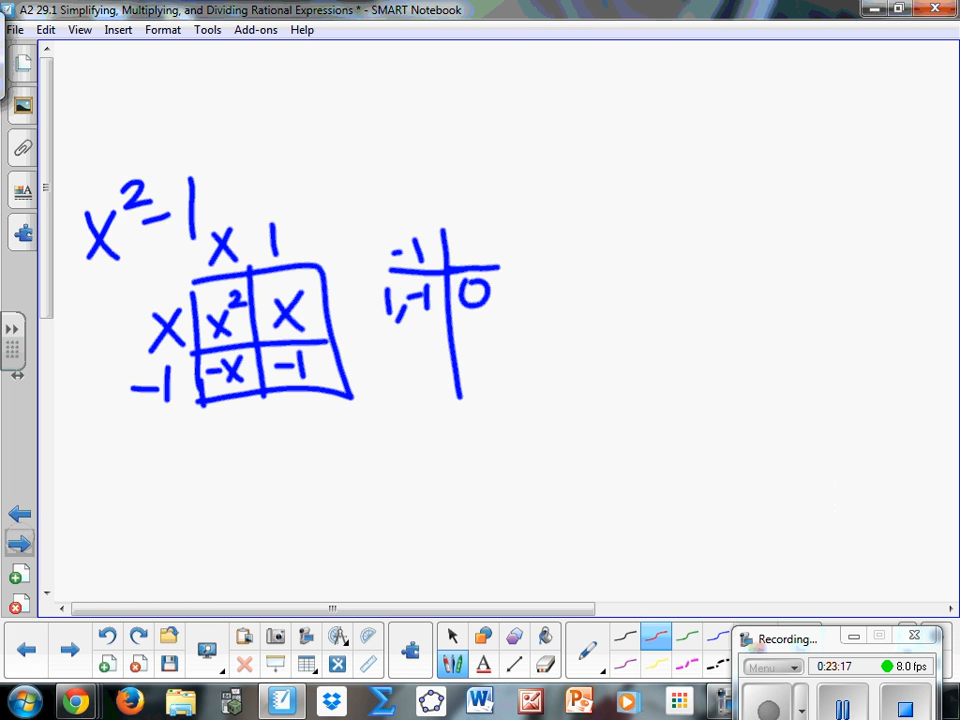 A2 29.1 Simplifying, Multiplying, and Dividing Rational Expressions * - SMART Notebook
File Edit View Insert Format Tools Add-ons Help
x² - 1
x 1
-1
x x² x
1, -1 0
-1 -x -1
Recording...
Menu 0:23:17 8.0 fps